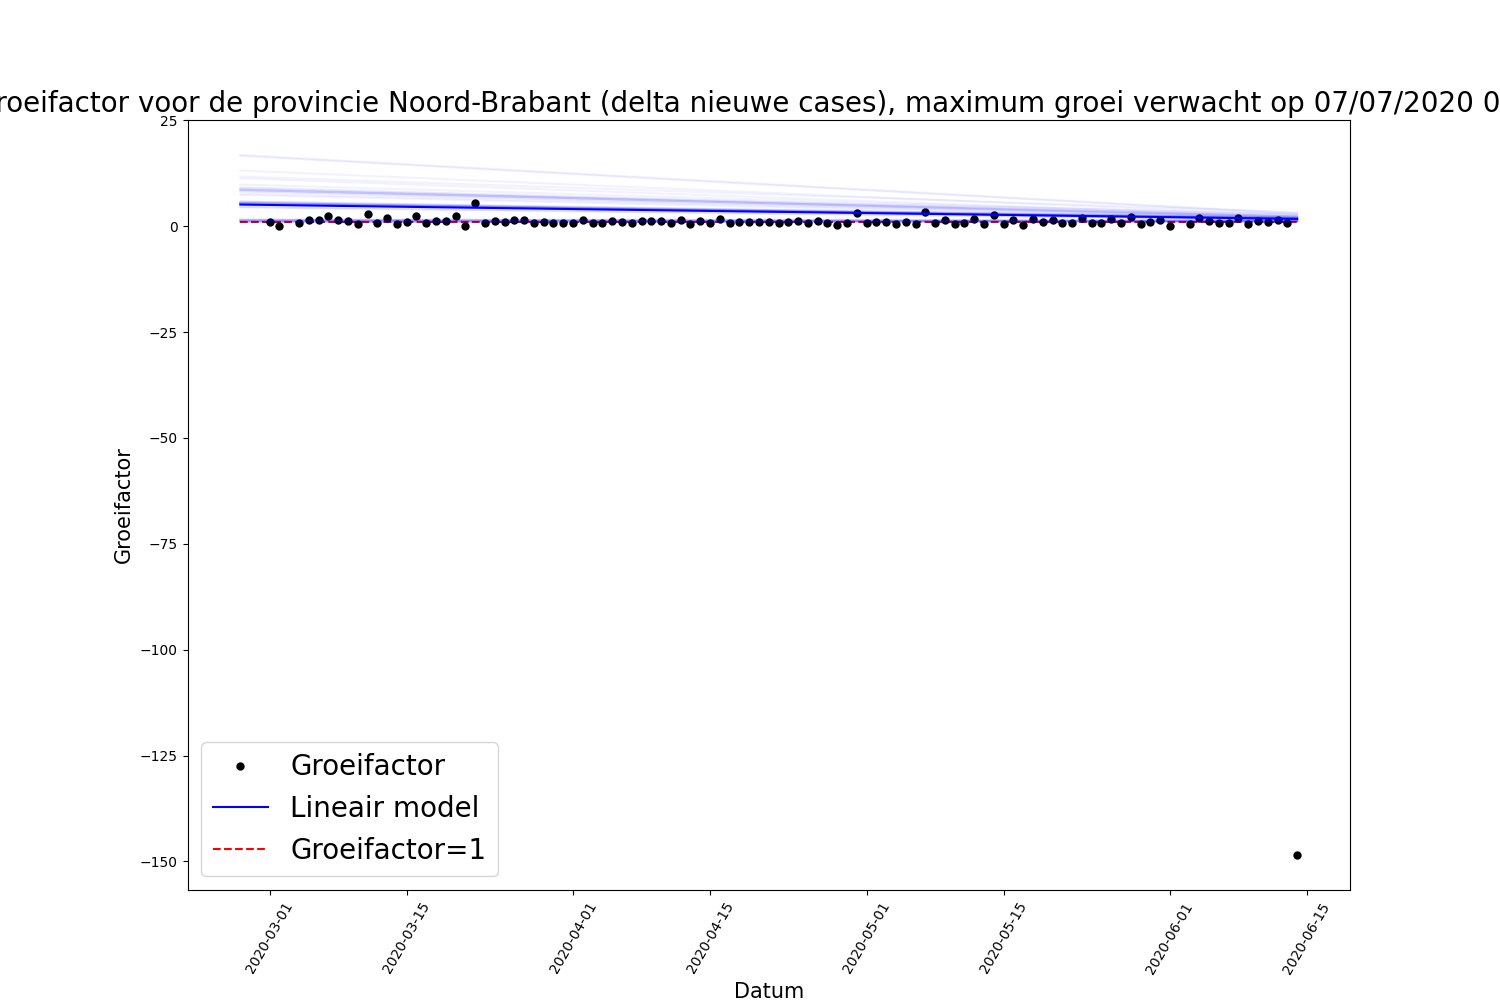 roeifactor voor de provincie Noord-Brabant (delta nieuwe cases), maximum groei verwacht op 07/07/2020 0
25
0
−25
−50
−75
−100
−125
−150
Groeifactor
Groeifactor
Lineair model
Groeifactor=1
2020-03-01
2020-03-15
2020-04-01
2020-04-15
2020-05-01
2020-05-15
2020-06-01
2020-06-15
Datum